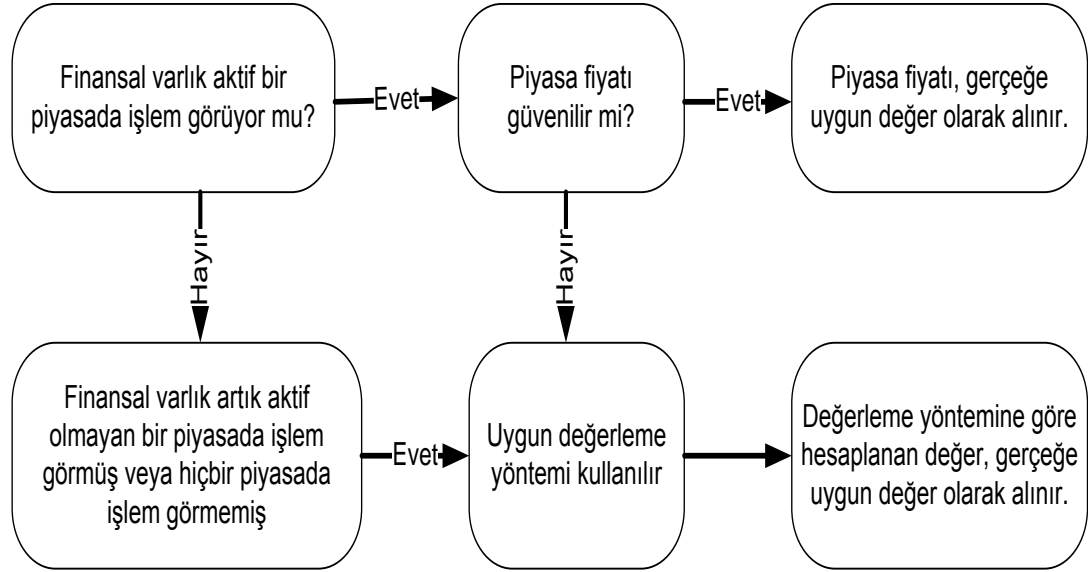 Finansal varlık aktif bir
piyasada işlem görüyor mu?
Evet
Piyasa fiyatı
güvenilir mi?
Evet
Piyasa fiyatı, gerçeğe
uygun değer olarak alınır.
Hayır
Hayır
Finansal varlık artık aktif
olmayan bir piyasada işlem
görmüş veya hiçbir piyasada
işlem görmemiş
Evet
Uygun değerleme
yöntemi kullanılır
Değerleme yöntemine göre
hesaplanan değer, gerçeğe
uygun değer olarak alınır.